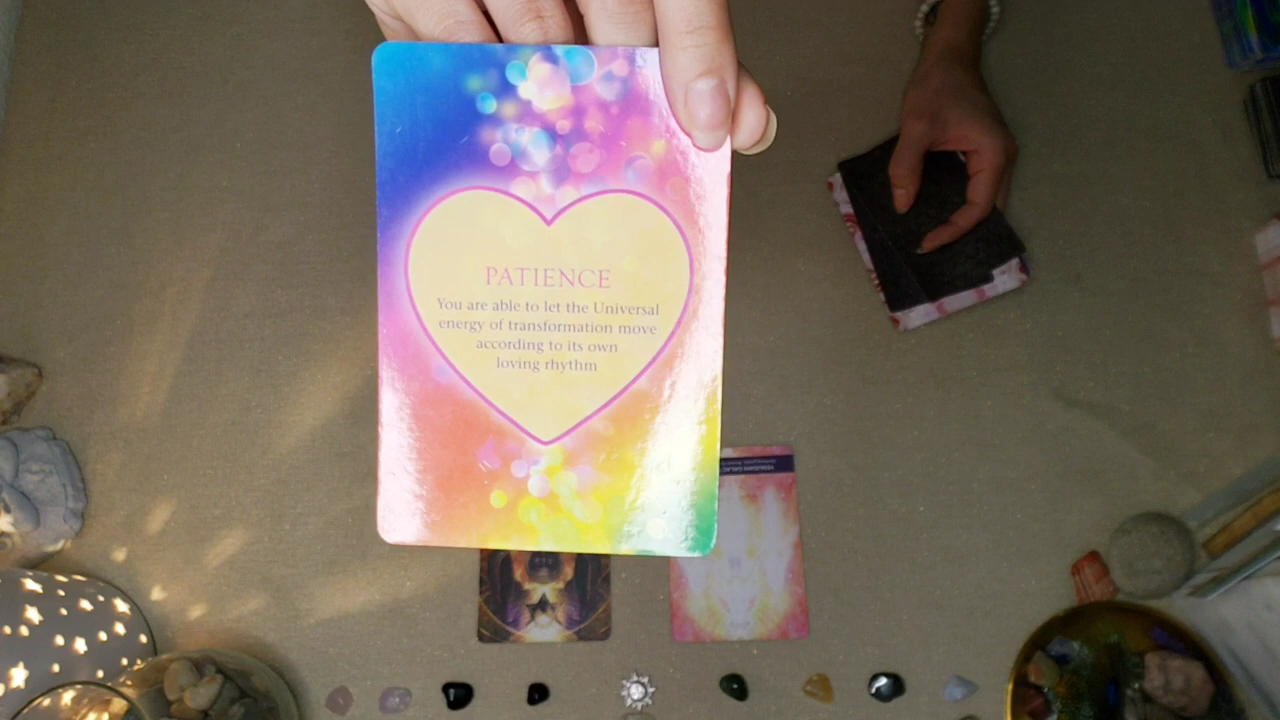 PATIENCE
You are able to let the Universal
energy of transformation move
according to its own
loving rhythm